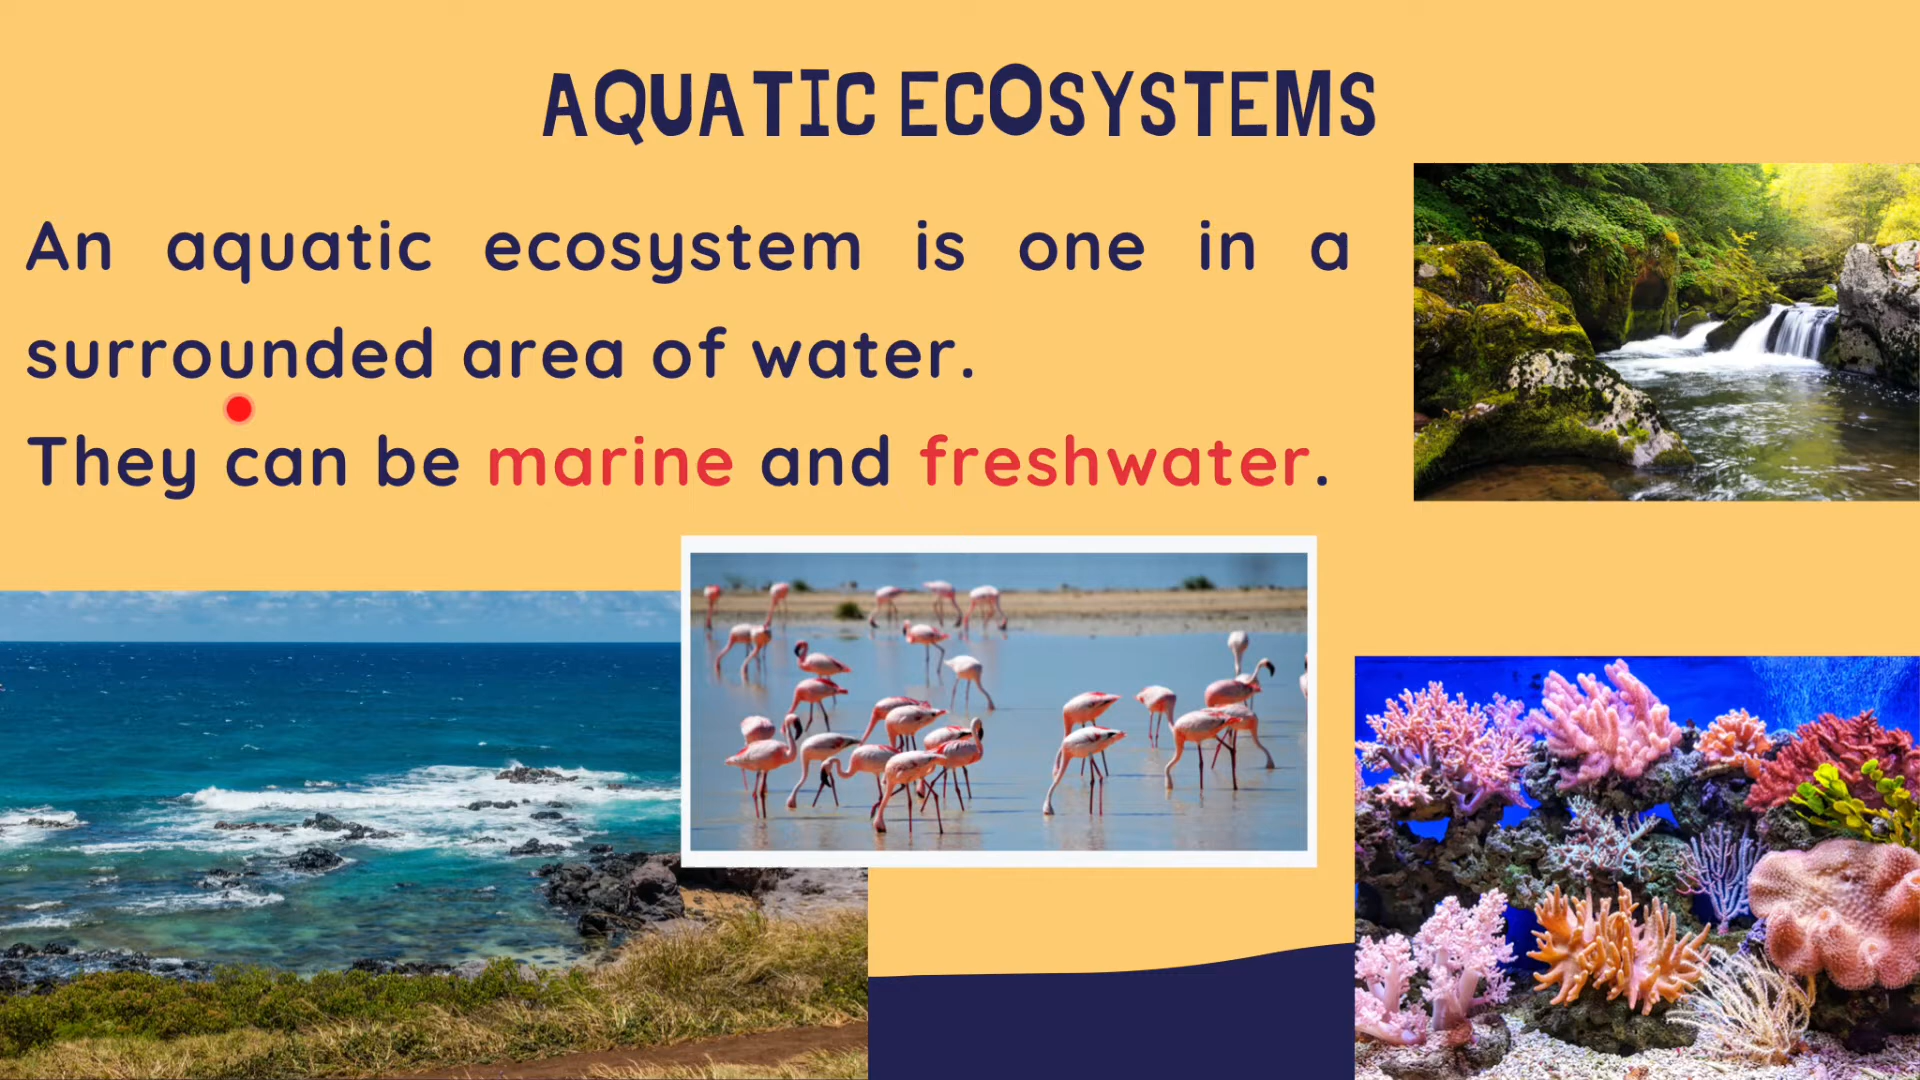 AQUATIC ECOSYSTEMS
An aquatic ecosystem is one in a
surrounded area of water.
They can be marine and freshwater.